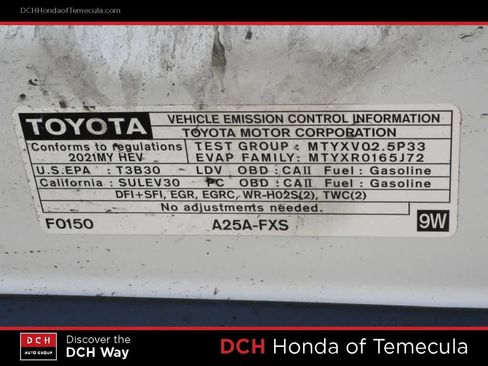 DCHHondaofTemecula.com
TOYOTA
VEHICLE EMISSION CONTROL INFORMATION
TOYOTA MOTOR CORPORATION
Conforms to regulations
2021MY HEV
TEST GROUP : MTYXV02.5P33
EVAP FAMILY: MTYXR0165J72
U.S.EPA : T3B30 LDV OBD : CAII Fuel : Gasoline
California : SULEV30 PC OBD : CAII Fuel : Gasoline
DFI+SFI, EGR, EGRC, WR-HO2S(2), TWC(2)
No adjustments needed.
F0150 A25A-FXS 9W
DCH
AUTO GROUP
Discover the
DCH Way
DCH Honda of Temecula